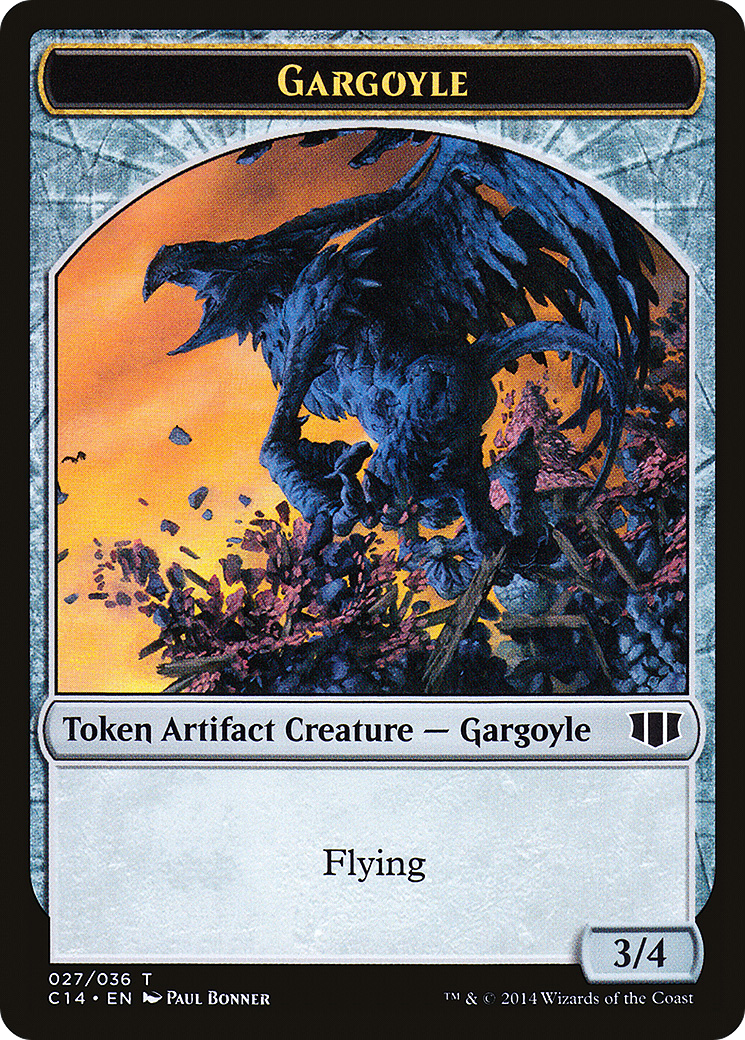 GARGOYLE
Token Artifact Creature — Gargoyle
Flying
3/4
027/036 T
C14 • EN PAUL BONNER
™ & © 2014 Wizards of the Coast